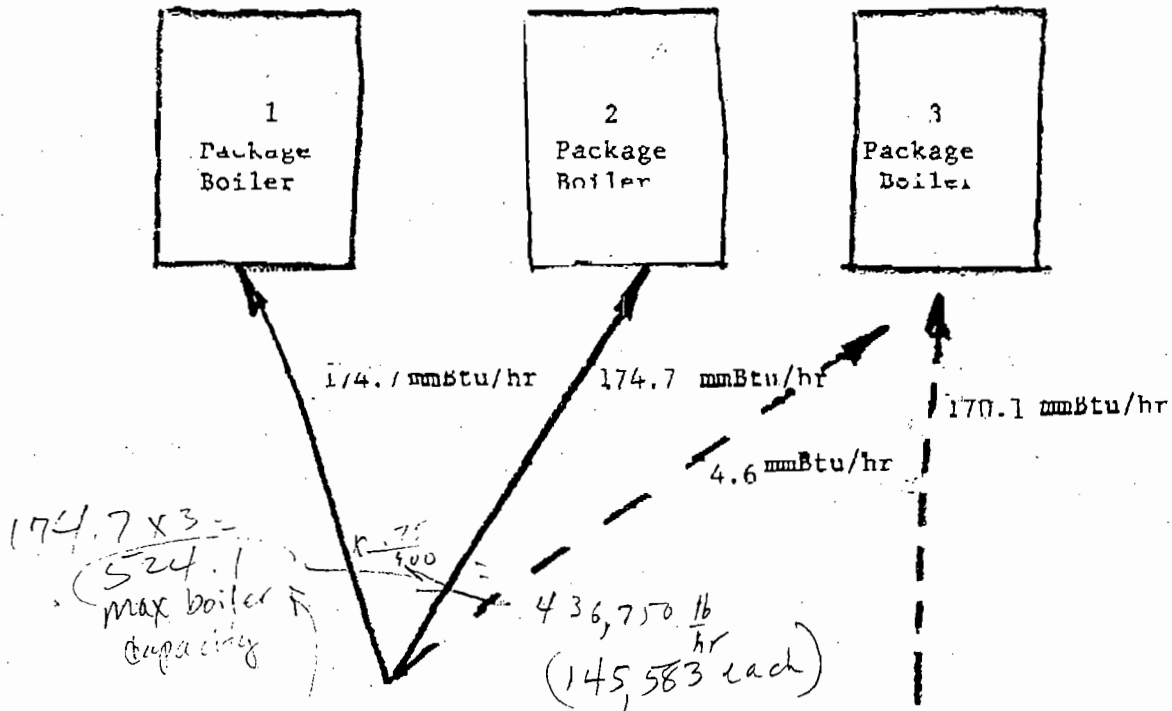 1
Package
Boiler
2
Package
Boiler
3
Package
Boiler
174.7 mmBtu/hr
174.7 mmBtu/hr
170.1 mmBtu/hr
4.6 mmBtu/hr
174.7 x 3 =
524.1
max boiler
capacity
x .75
=
436,750 lb
hr
(145,583 each)